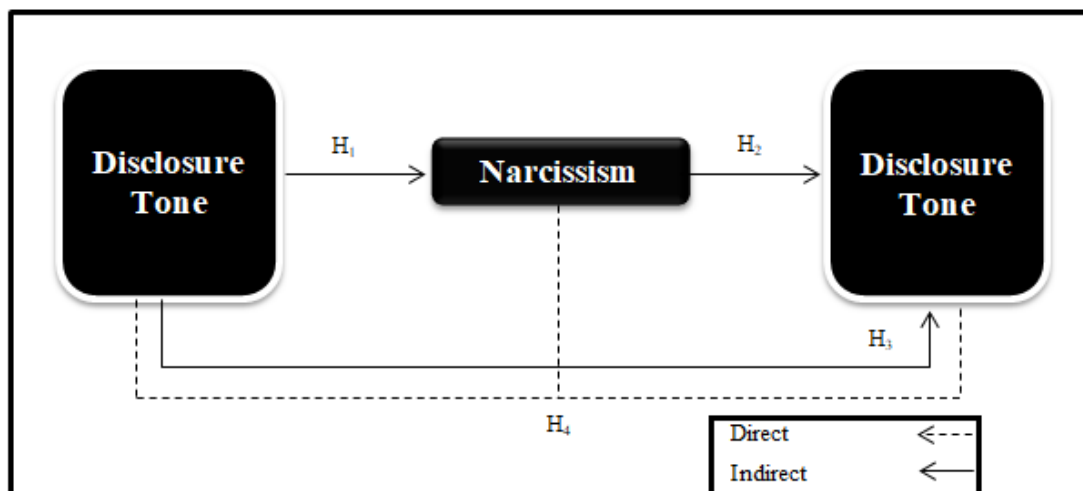 Disclosure
Tone
H₁
Narcissism
H₂
Disclosure
Tone
H₃
H₄
Direct
Indirect